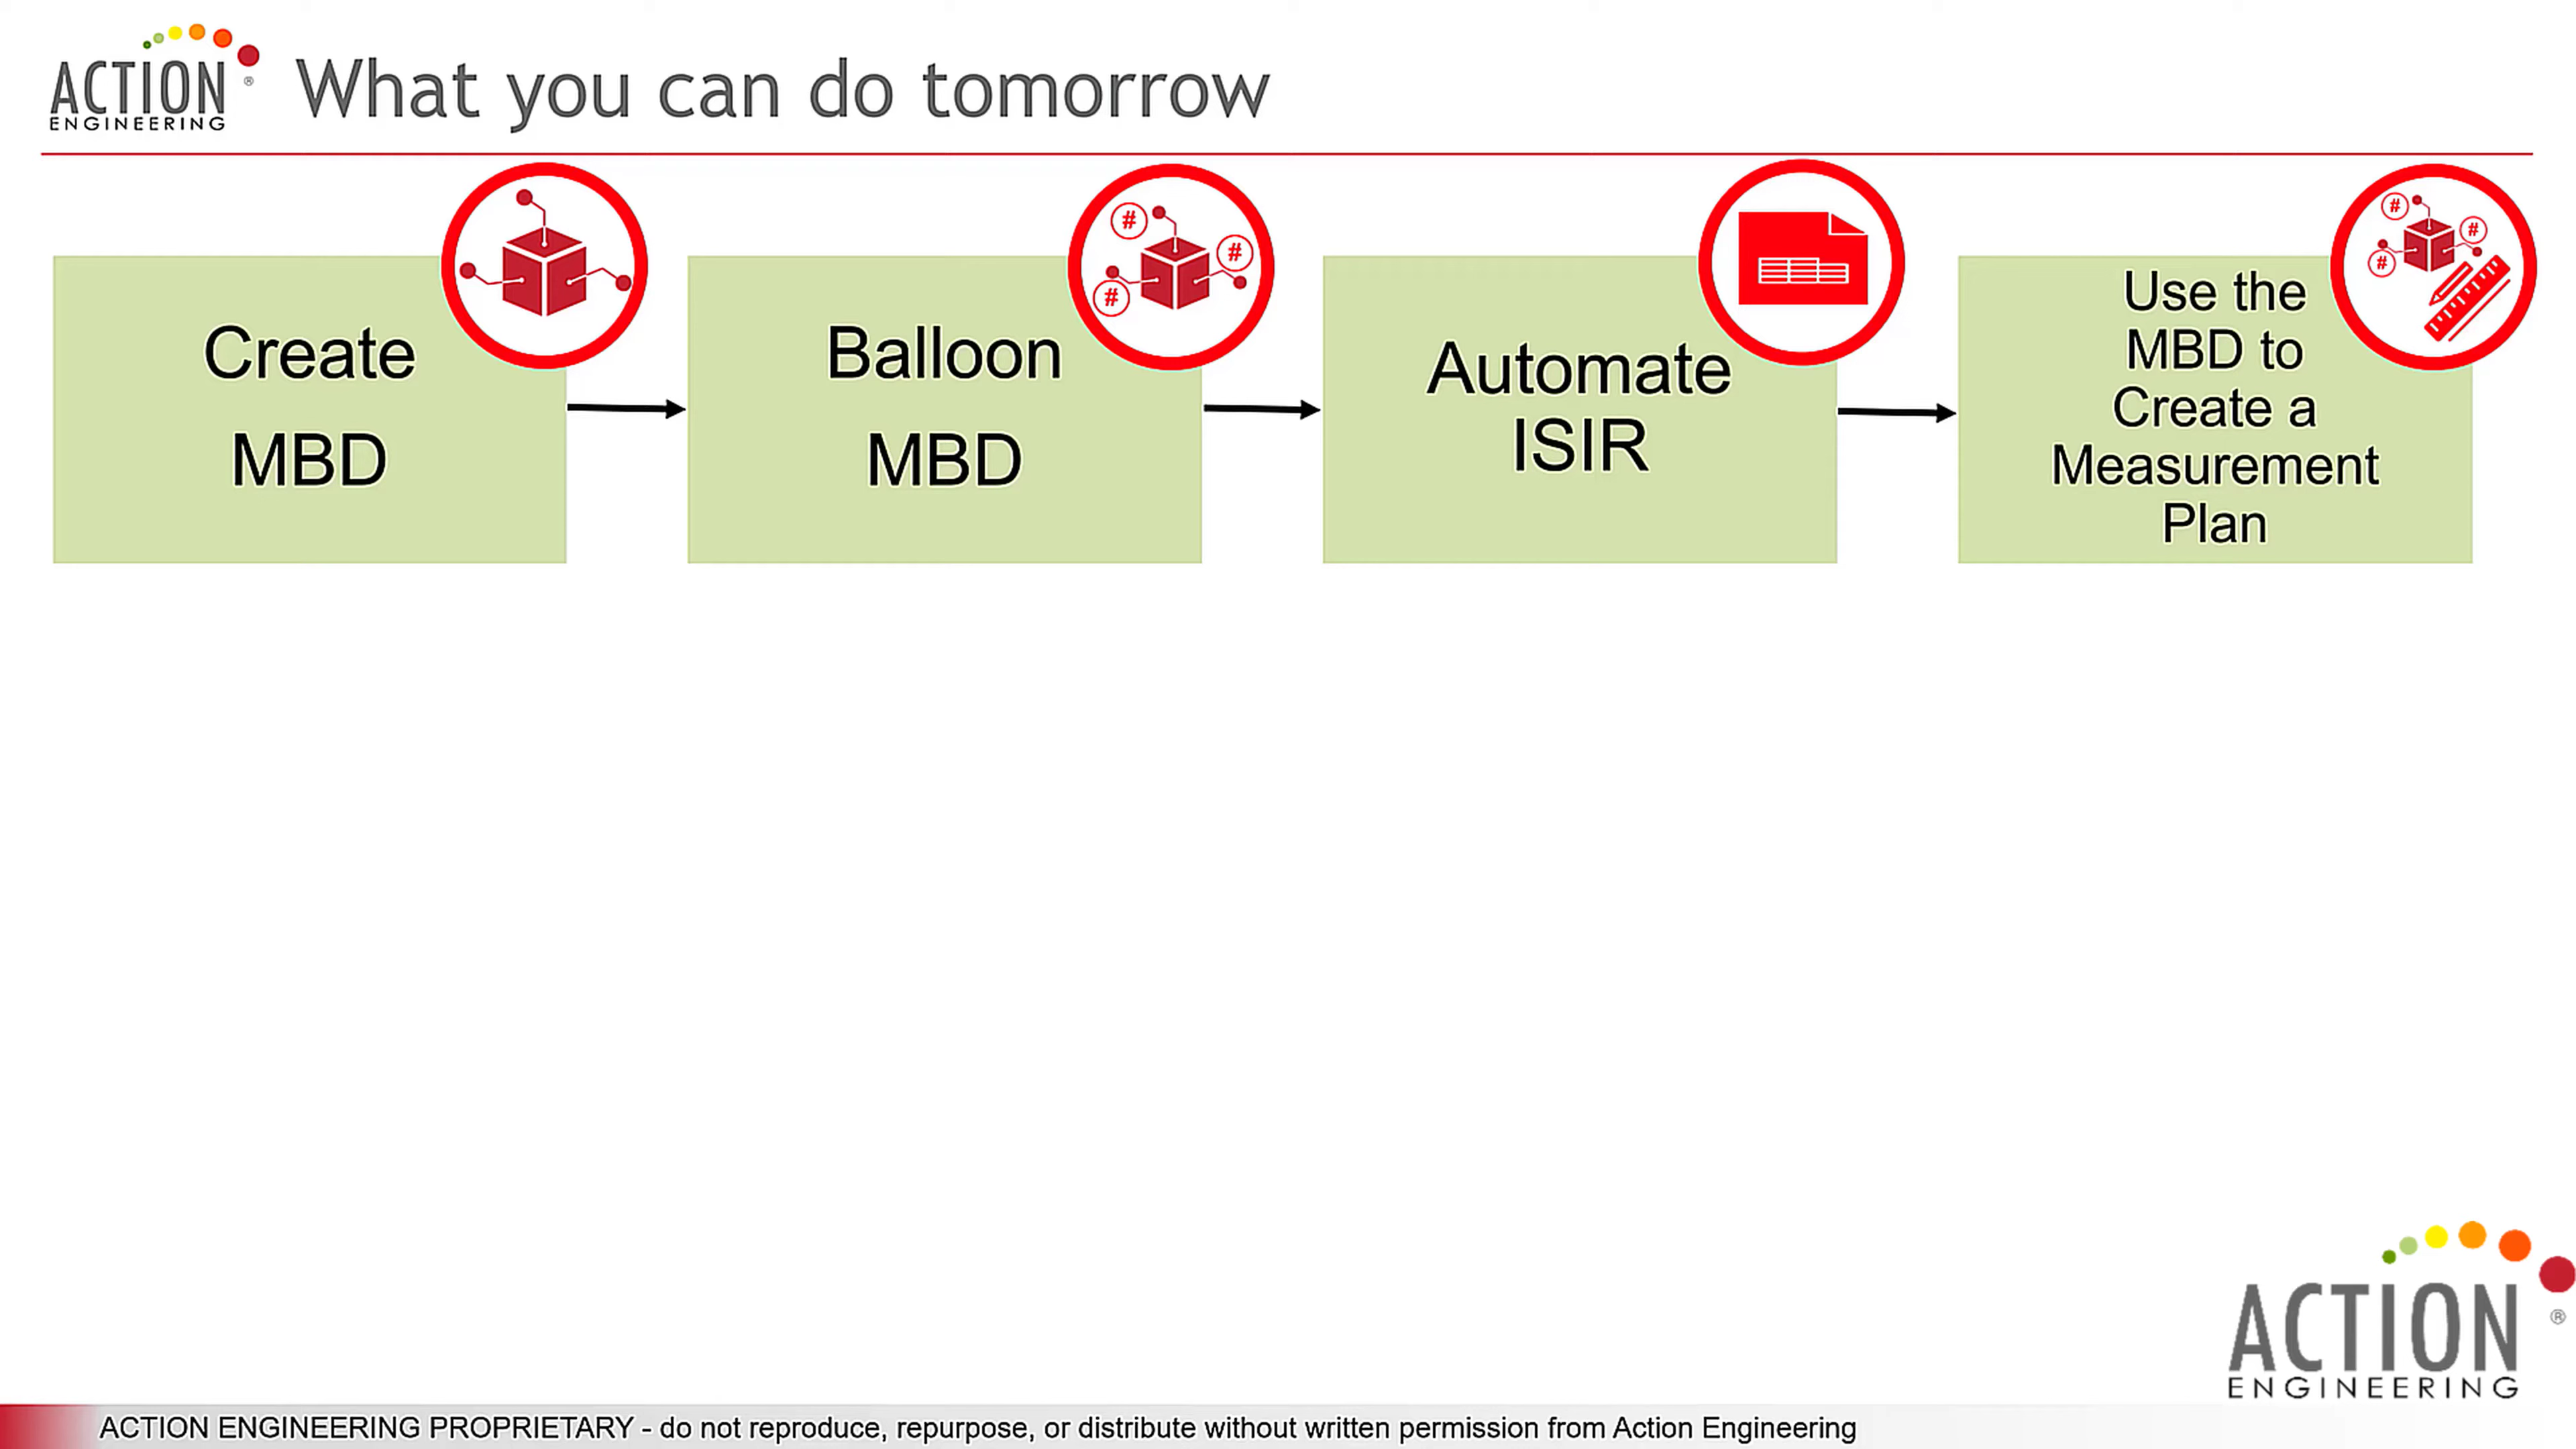 ACTION
ENGINEERING
®
What you can do tomorrow
Create
MBD
#
#
#
Balloon
MBD
Automate
ISIR
#
#
#
Use the
MBD to
Create a
Measurement
Plan
ACTION
ENGINEERING
®
ACTION ENGINEERING PROPRIETARY - do not reproduce, repurpose, or distribute without written permission from Action Engineering